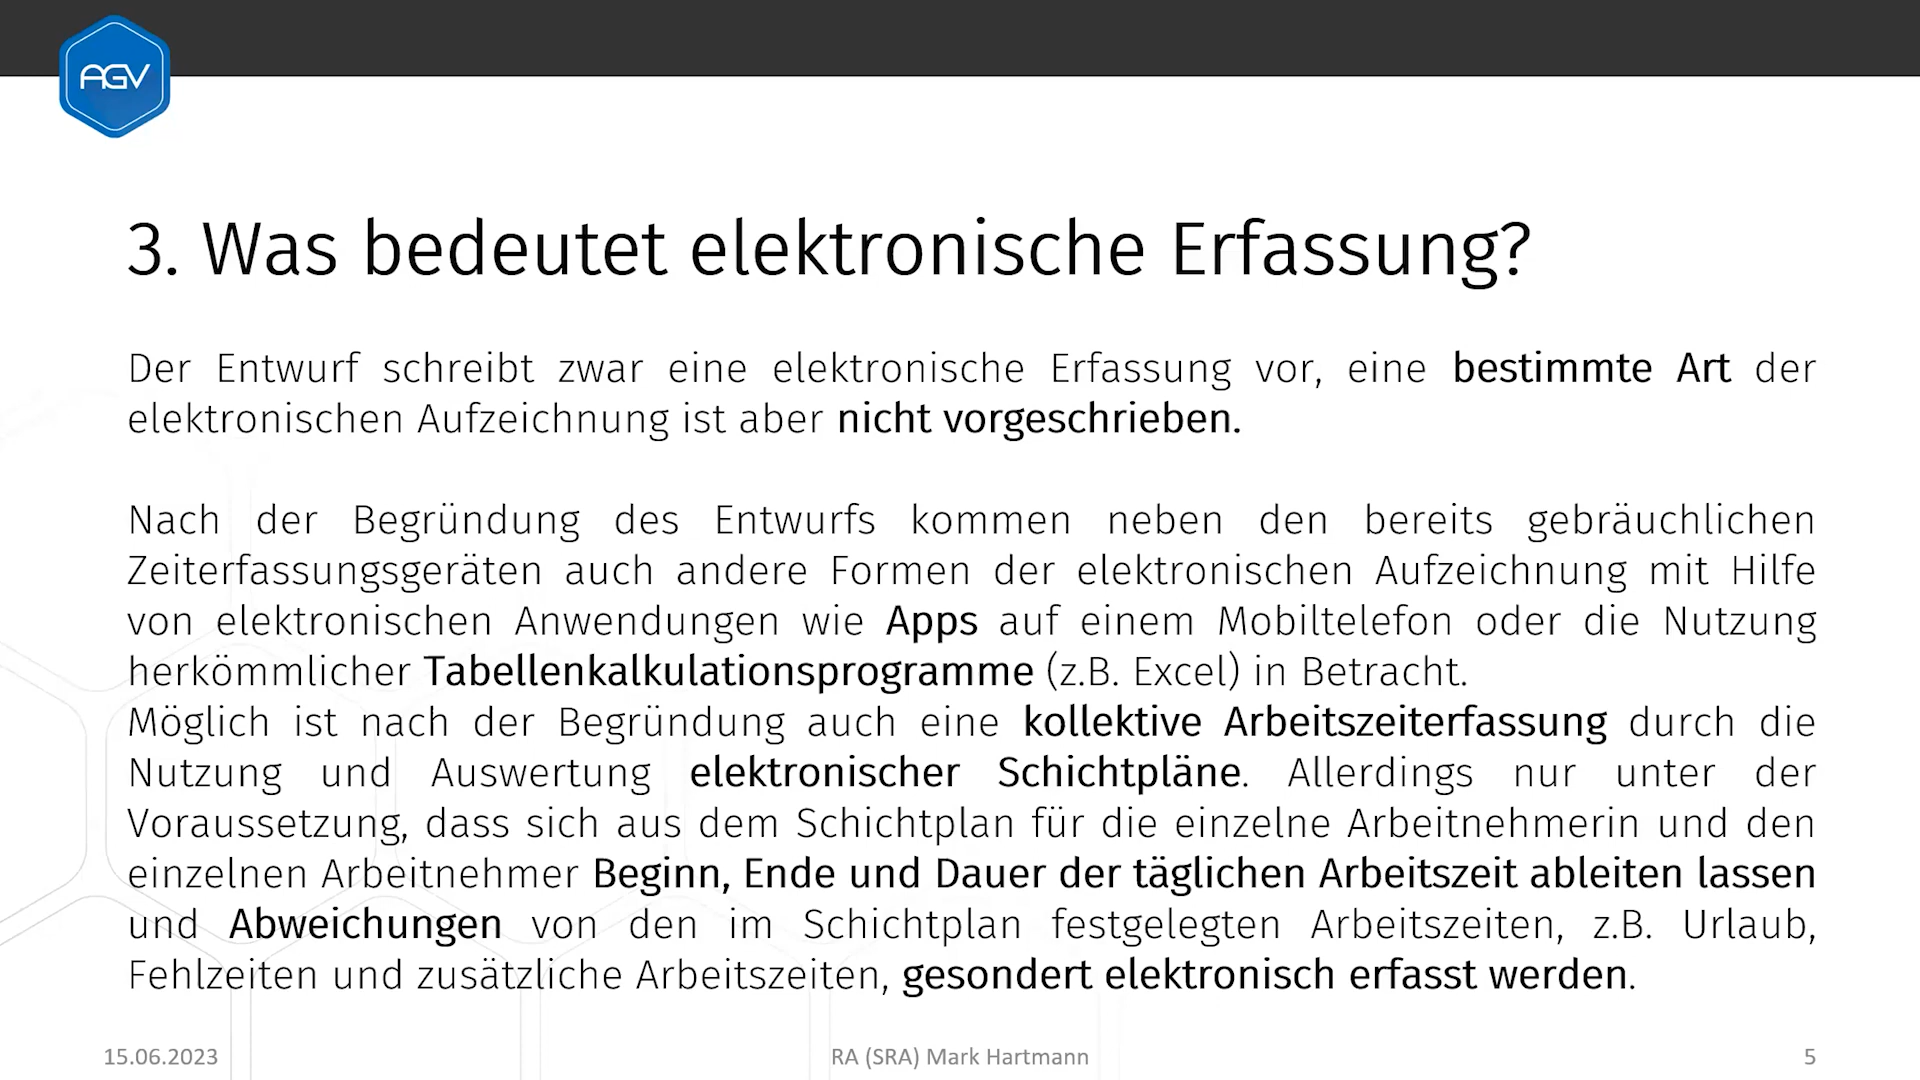 AGV
3. Was bedeutet elektronische Erfassung?
Der Entwurf schreibt zwar eine elektronische Erfassung vor, eine bestimmte Art der
elektronischen Aufzeichnung ist aber nicht vorgeschrieben.
Nach der Begründung des Entwurfs kommen neben den bereits gebräuchlichen
Zeiterfassungsgeräten auch andere Formen der elektronischen Aufzeichnung mit Hilfe
von elektronischen Anwendungen wie Apps auf einem Mobiltelefon oder die Nutzung
herkömmlicher Tabellenkalkulationsprogramme (z.B. Excel) in Betracht.
Möglich ist nach der Begründung auch eine kollektive Arbeitszeiterfassung durch die
Nutzung und Auswertung elektronischer Schichtpläne. Allerdings nur unter der
Voraussetzung, dass sich aus dem Schichtplan für die einzelne Arbeitnehmerin und den
einzelnen Arbeitnehmer Beginn, Ende und Dauer der täglichen Arbeitszeit ableiten lassen
und Abweichungen von den im Schichtplan festgelegten Arbeitszeiten, z.B. Urlaub,
Fehlzeiten und zusätzliche Arbeitszeiten, gesondert elektronisch erfasst werden.
15.06.2023
RA (SRA) Mark Hartmann
5